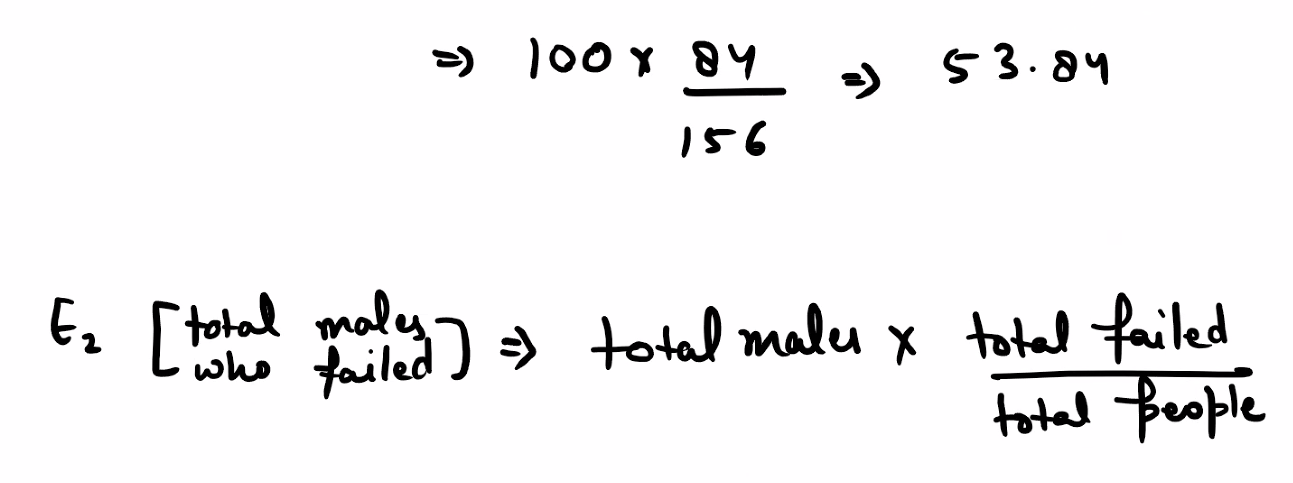 ⇒ 100 × 84/156 ⇒ 53.84
E₂ [total males who failed] ⇒ total males × total failed/total people